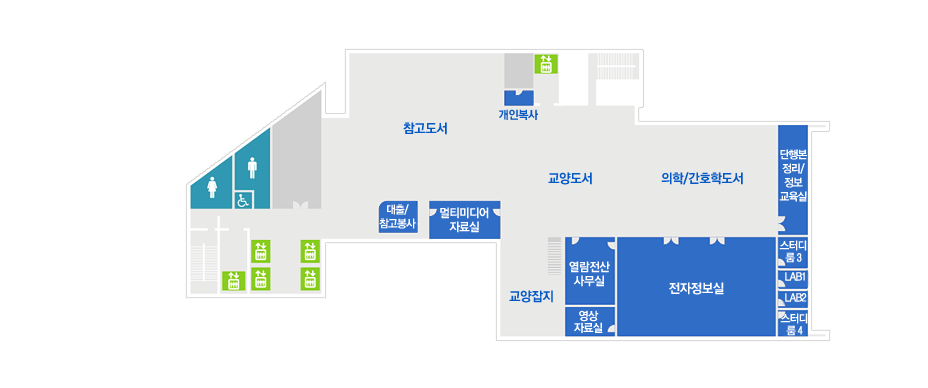 개인복사
참고도서
단행본
정리/
정보
교육실
교양도서
의학/간호학도서
대출/
참고봉사
멀티미디어
자료실
스터디
룸 3
열람전산
사무실
LAB1
전자정보실
교양잡지
LAB2
영상
자료실
스터디
룸 4